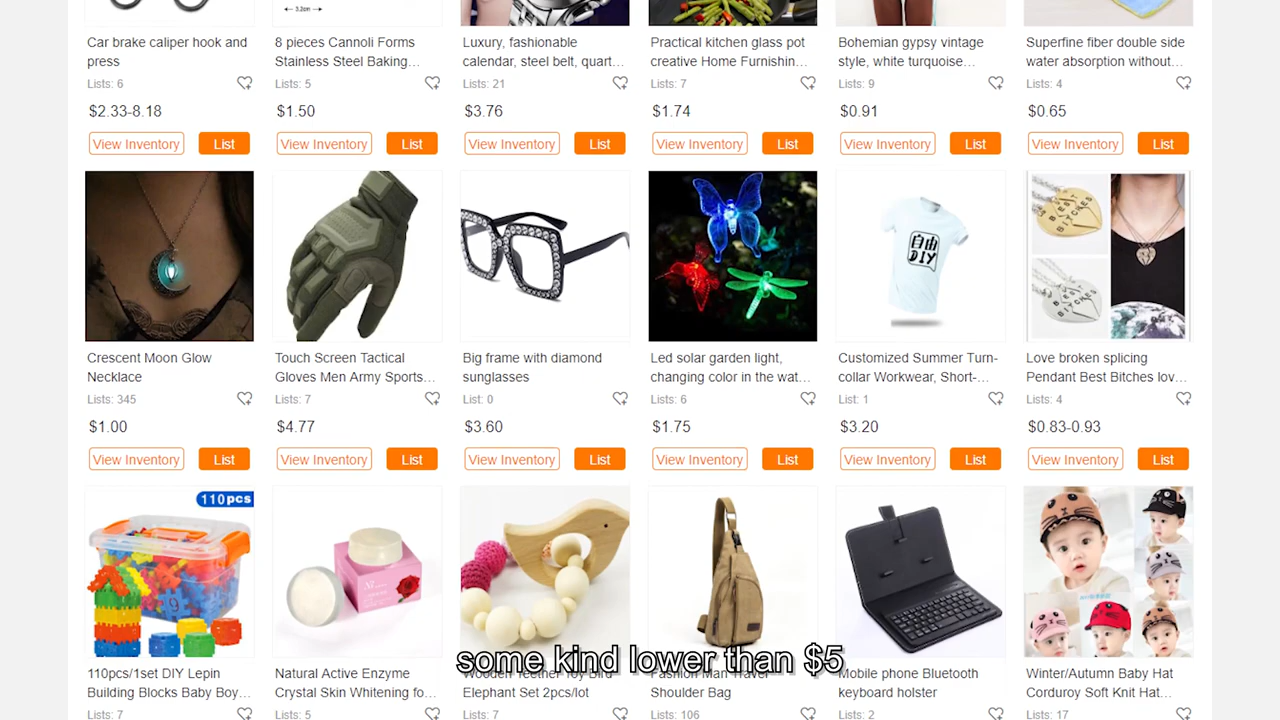 3.2cm
Car brake caliper hook and
press
Lists: 6
$2.33-8.18
View Inventory
List
8 pieces Cannoli Forms
Stainless Steel Baking...
Lists: 5
$1.50
View Inventory
List
Luxury, fashionable
calendar, steel belt, quart...
Lists: 21
$3.76
View Inventory
List
Practical kitchen glass pot
creative Home Furnishin...
Lists: 7
$1.74
View Inventory
List
Bohemian gypsy vintage
style, white turquoise...
Lists: 9
$0.91
View Inventory
List
Superfine fiber double side
water absorption without...
Lists: 4
$0.65
View Inventory
List
Crescent Moon Glow
Necklace
Lists: 345
$1.00
View Inventory
List
Touch Screen Tactical
Gloves Men Army Sports...
Lists: 7
$4.77
View Inventory
List
Big frame with diamond
sunglasses
List: 0
$3.60
View Inventory
List
Led solar garden light,
changing color in the wat...
Lists: 6
$1.75
View Inventory
List
自由
DIY
Customized Summer Turn-
collar Workwear, Short-...
List: 1
$3.20
View Inventory
List
BEST
BITCHES
BEST
BITCHES
Love broken splicing
Pendant Best Bitches lov...
Lists: 4
$0.83-0.93
View Inventory
List
110pcs
110pcs/1set DIY Lepin
Building Blocks Baby Boy...
Lists: 7
Natural Active Enzyme
Crystal Skin Whitening fo...
Lists: 5
Wooden Teether Toy Bird
Elephant Set 2pcs/lot
Lists: 7
Fashion Man Travel
Shoulder Bag
Lists: 106
Mobile phone Bluetooth
keyboard holster
Lists: 2
Winter/Autumn Baby Hat
Corduroy Soft Knit Hat...
Lists: 17
some kind lower than $5